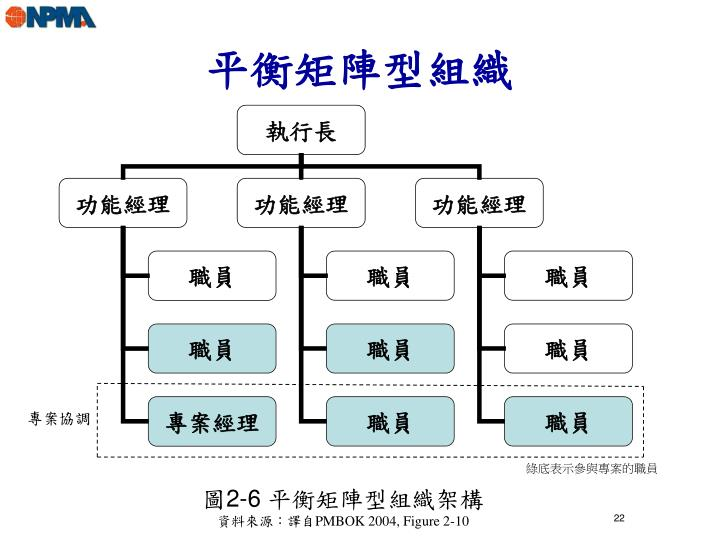 NPMA
平衡矩陣型組織
執行長
功能經理 功能經理 功能經理
職員 職員 職員
職員 職員 職員
專案協調 專案經理 職員 職員
綠底表示參與專案的職員
圖2-6 平衡矩陣型組織架構
資料來源：譯自PMBOK 2004, Figure 2-10
22